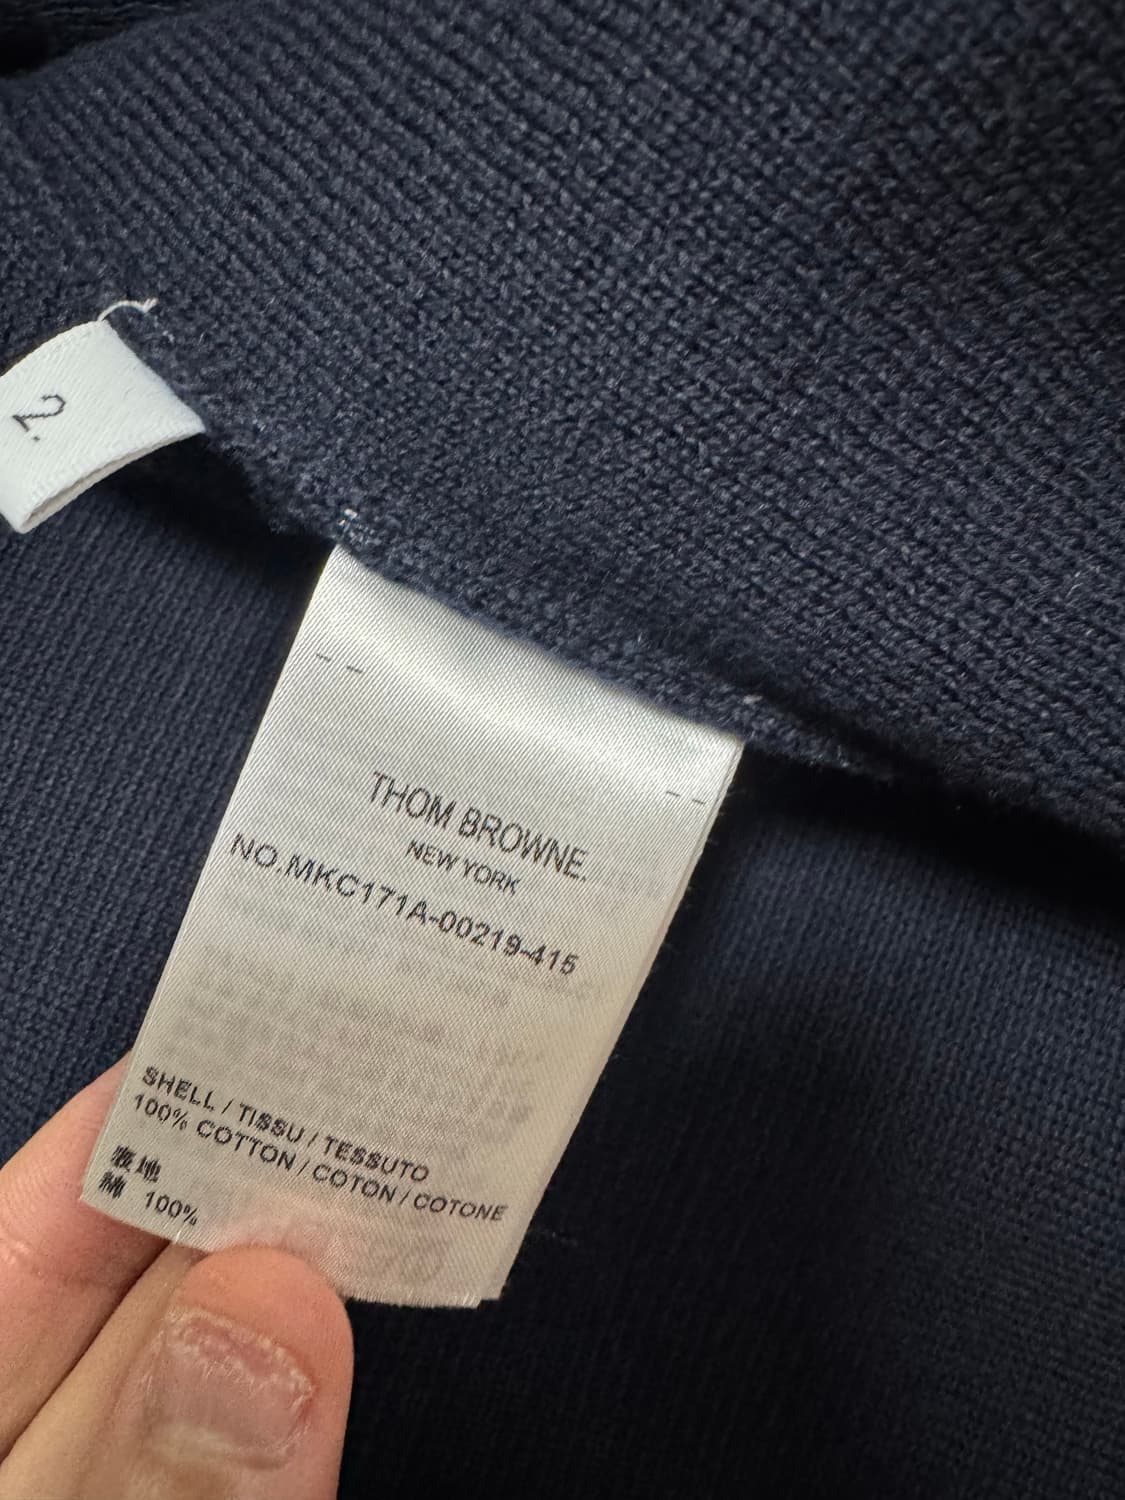 2.
THOM BROWNE.
NEW YORK
NO.MKC171A-00219-415
SHELL / TISSU / TESSUTO
100% COTTON / COTON / COTONE
表地
綿 100%